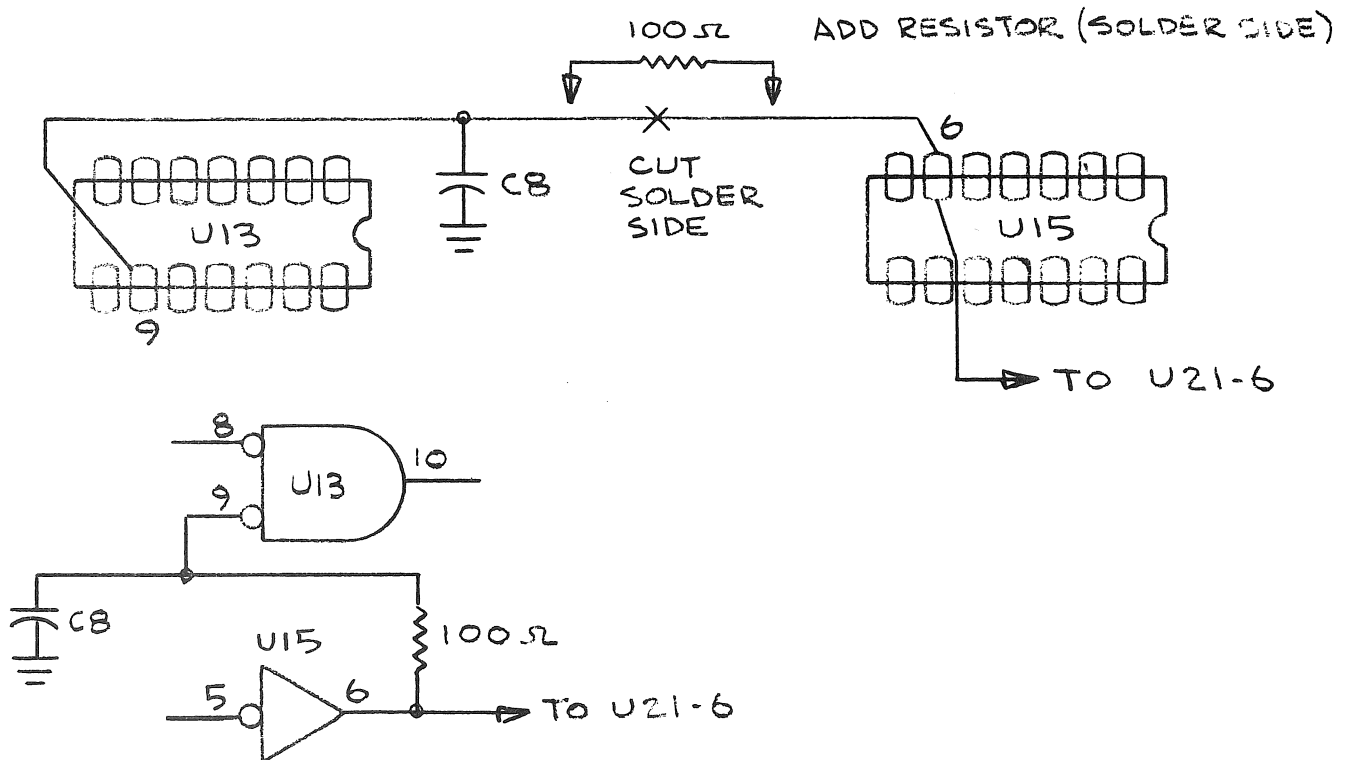 100Ω
ADD RESISTOR (SOLDER SIDE)
6
C8
CUT
SOLDER
SIDE
U13
U15
9
TO U21-6
8
U13
10
9
C8
U15
100Ω
5
6
TO U21-6